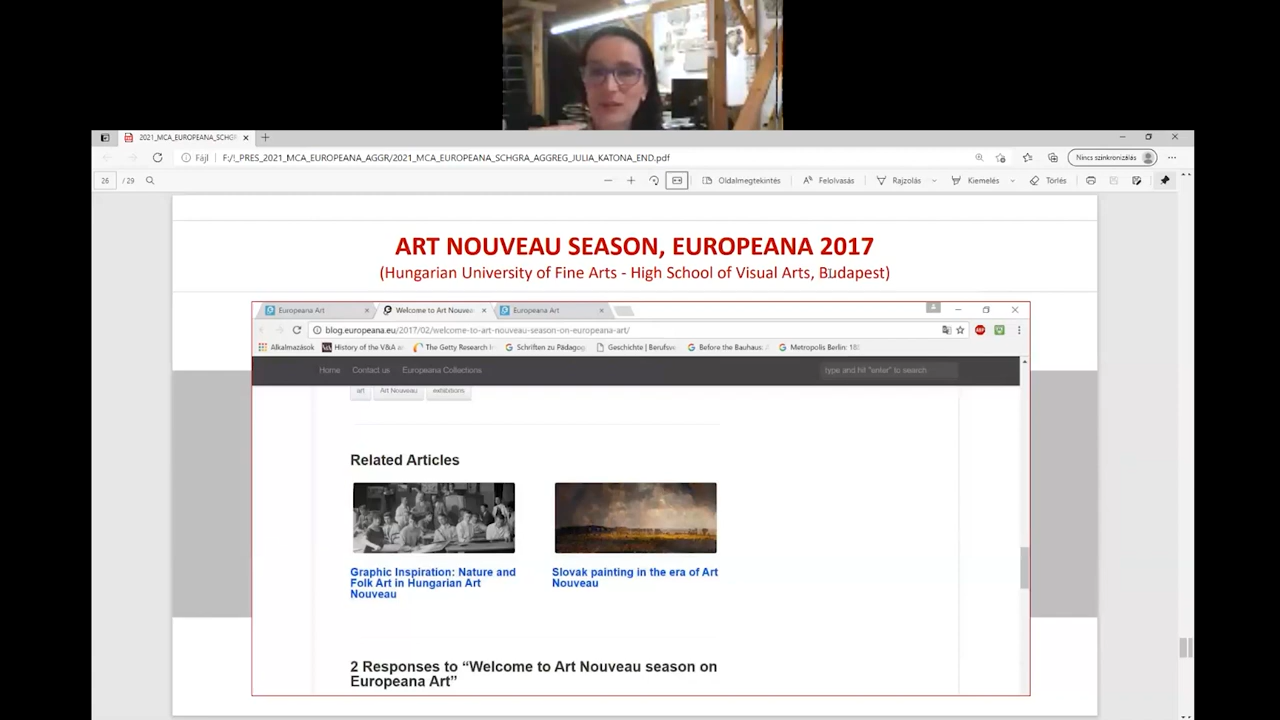 2021_MCA_EUROPEANA_SCHGR
Fájl F:/!_PRES_2021_MCA_EUROPEANA_AGGR/2021_MCA_EUROPEANA_SCHGRA_AGGREG_JULIA_KATONA_END.pdf Nincs szinkronizálás
26 / 29 Oldalmegtekintés Felolvasás Rajzolás Kiemelés Törlés
ART NOUVEAU SEASON, EUROPEANA 2017
(Hungarian University of Fine Arts - High School of Visual Arts, Budapest)
Europeana Art Welcome to Art Nouvea Europeana Art
blog.europeana.eu/2017/02/welcome-to-art-nouveau-season-on-europeana-art/
Alkalmazások History of the V&A an The Getty Research In Schriften zu Pädagog Geschichte | Berufsv Before the Bauhaus: Metropolis Berlin: 18
Home Contact us Europeana Collections type and hit "enter" to search
art Art Nouveau exhibitions
Related Articles
Graphic Inspiration: Nature and
Folk Art in Hungarian Art
Nouveau
Slovak painting in the era of Art
Nouveau
2 Responses to “Welcome to Art Nouveau season on
Europeana Art”